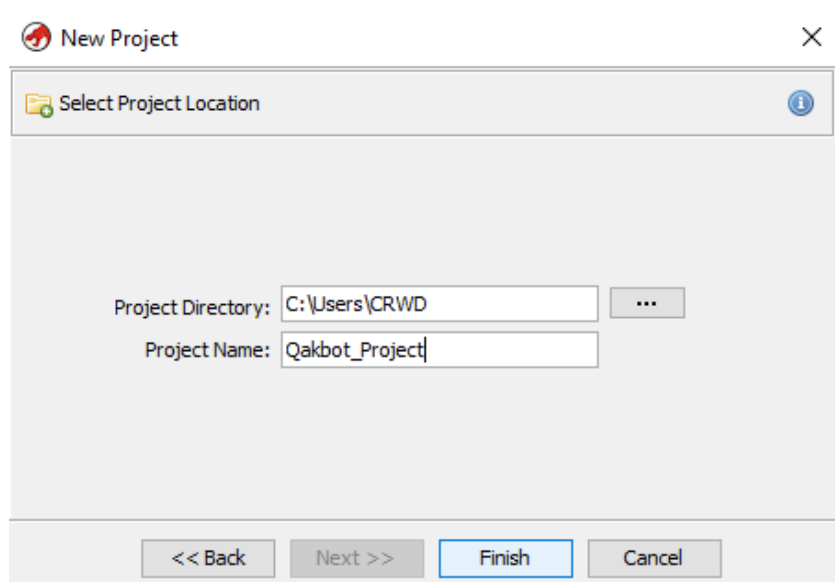 New Project
Select Project Location
Project Directory: C:\Users\CRWD ...
Project Name: Qakbot_Project
<< Back Next >> Finish Cancel